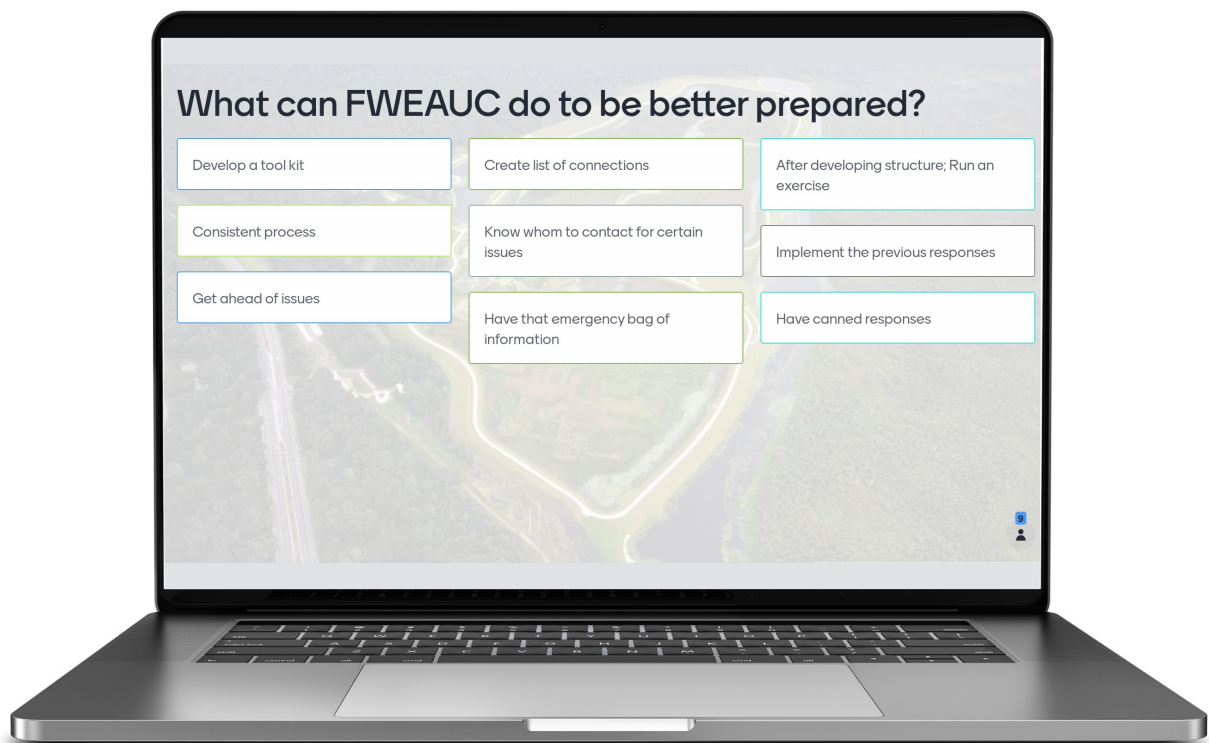 What can FWEAUC do to be better prepared?
Develop a tool kit
Consistent process
Get ahead of issues
Create list of connections
Know whom to contact for certain
issues
Have that emergency bag of
information
After developing structure; Run an
exercise
Implement the previous responses
Have canned responses
9